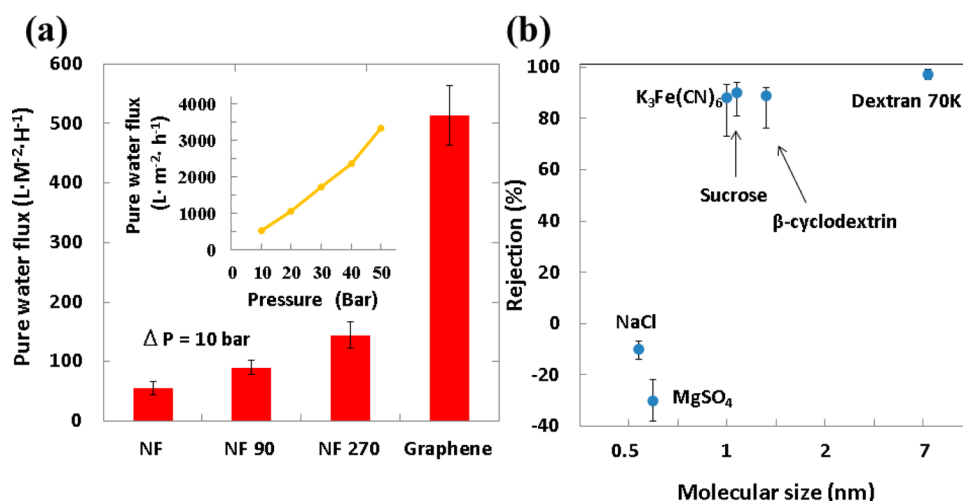 (a)
Pure water flux (L·M⁻²·H⁻¹)
600
500
400
300
200
100
0
Pure water flux
(L· m⁻²· h⁻¹)
4000
3000
2000
1000
0
0 10 20 30 40 50
Pressure (Bar)
Δ P = 10 bar
NF NF 90 NF 270 Graphene
(b)
Rejection (%)
100
80
60
40
20
0
-20
-40
K₃Fe(CN)₆
Dextran 70K
Sucrose
β-cyclodextrin
NaCl
MgSO₄
0.5 1 2 7
Molecular size (nm)